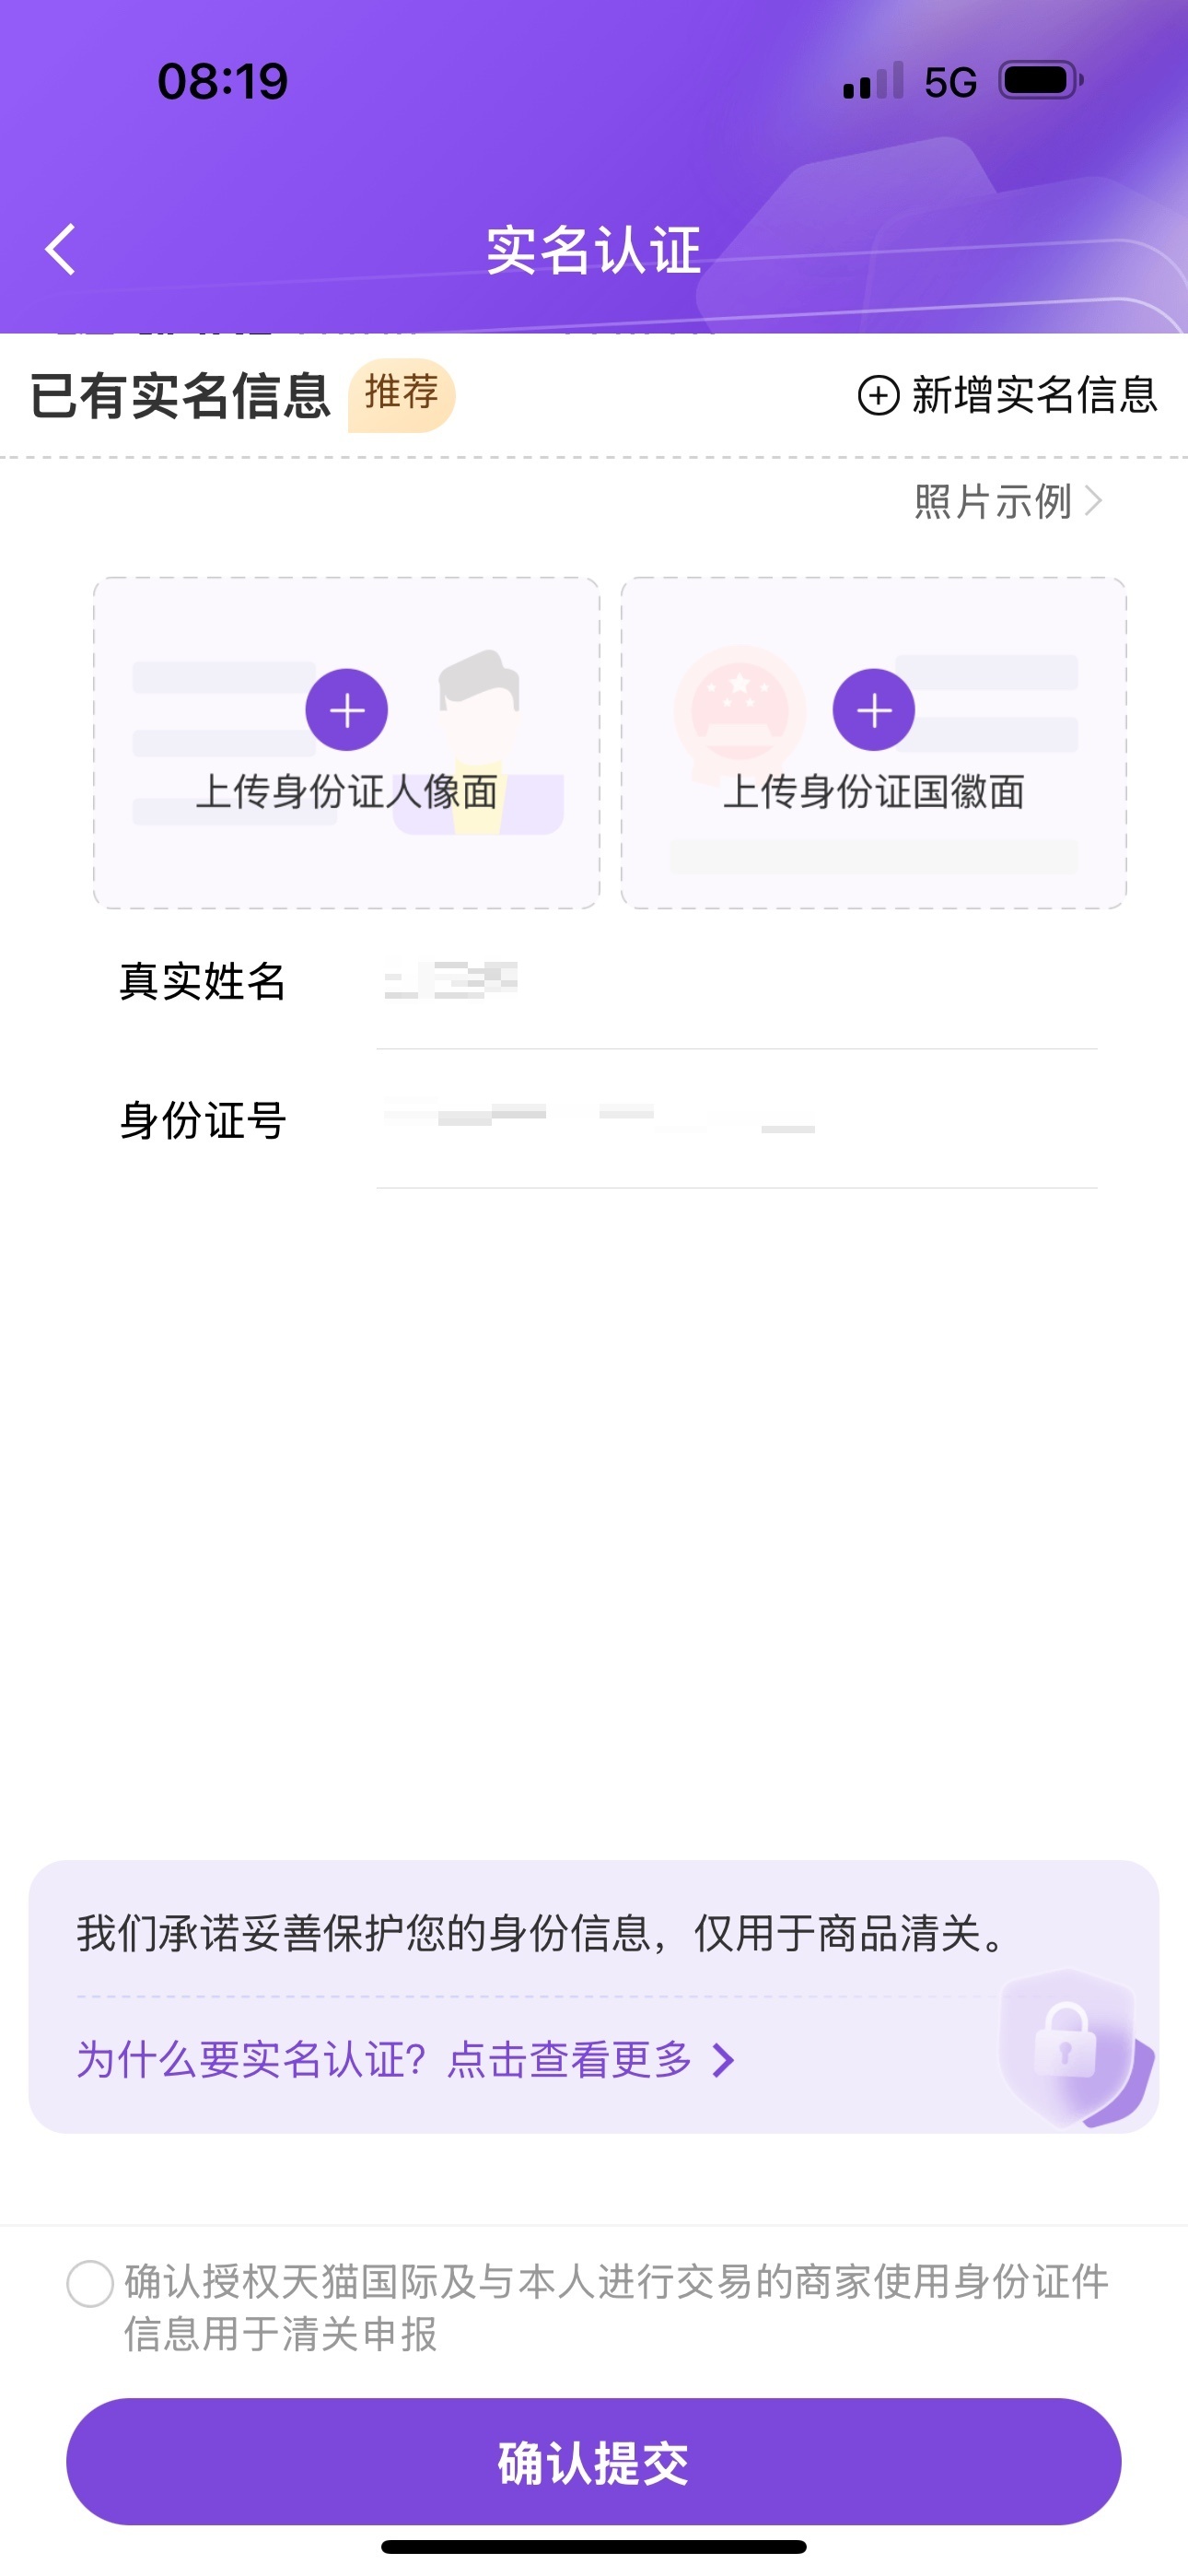 08:19
5G
实名认证
已有实名信息
推荐
新增实名信息
照片示例
上传身份证人像面
上传身份证国徽面
真实姓名
身份证号
我们承诺妥善保护您的身份信息，仅用于商品清关。
为什么要实名认证？点击查看更多
确认授权天猫国际及与本人进行交易的商家使用身份证件
信息用于清关申报
确认提交